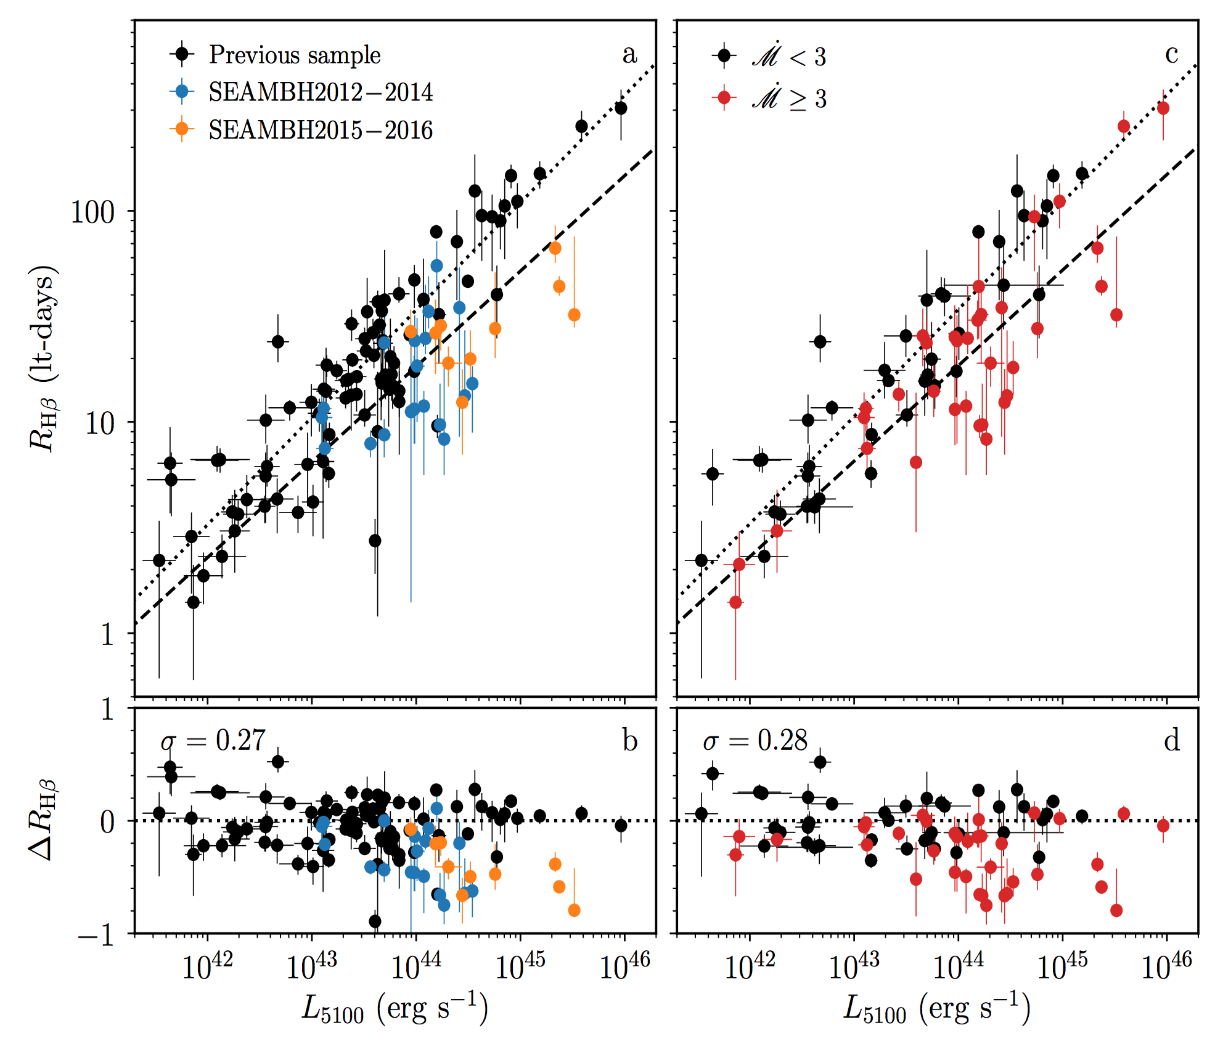 Previous sample
SEAMBH2012−2014
SEAMBH2015−2016
a
ℳ̇ < 3
ℳ̇ ≥ 3
c
100
10
1
R_Hβ (lt-days)
σ = 0.27
b
σ = 0.28
d
1
0
−1
ΔR_Hβ
10^42 10^43 10^44 10^45 10^46
10^42 10^43 10^44 10^45 10^46
L_5100 (erg s^−1)
L_5100 (erg s^−1)